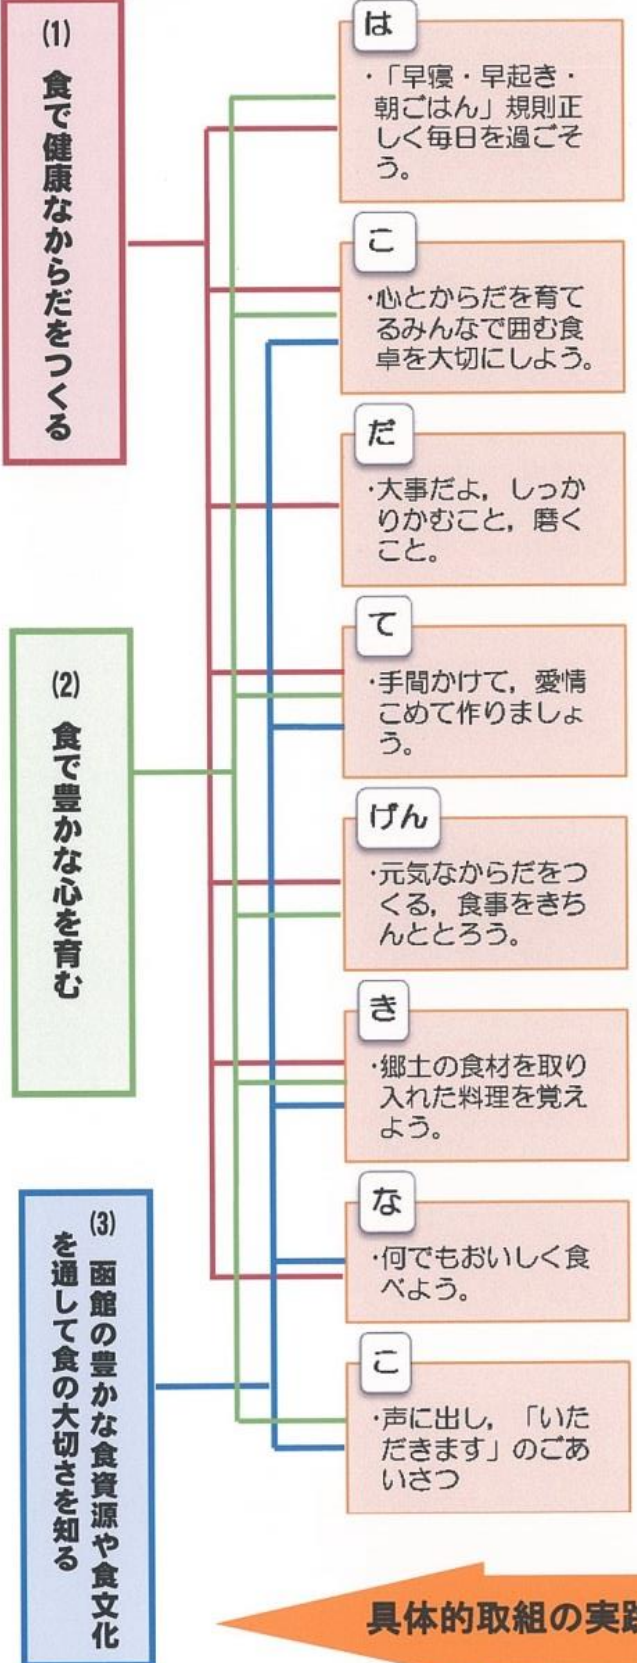 (1) 食で健康なからだをつくる
(2) 食で豊かな心を育む
(3) 函館の豊かな食資源や食文化
を通して食の大切さを知る
は
・「早寝・早起き・
朝ごはん」規則正
しく毎日を過ごそ
う。
こ
・心とからだを育て
るみんなで囲む食
卓を大切にしよう。
だ
・大事だよ，しっか
りかむこと，磨く
こと。
て
・手間かけて，愛情
こめて作りましょ
う。
げん
・元気なからだをつ
くる，食事をきち
んととろう。
き
・郷土の食材を取り
入れた料理を覚え
よう。
な
・何でもおいしく食
べよう。
こ
・声に出し，「いた
だきます」のごあ
いさつ
具体的取組の実践